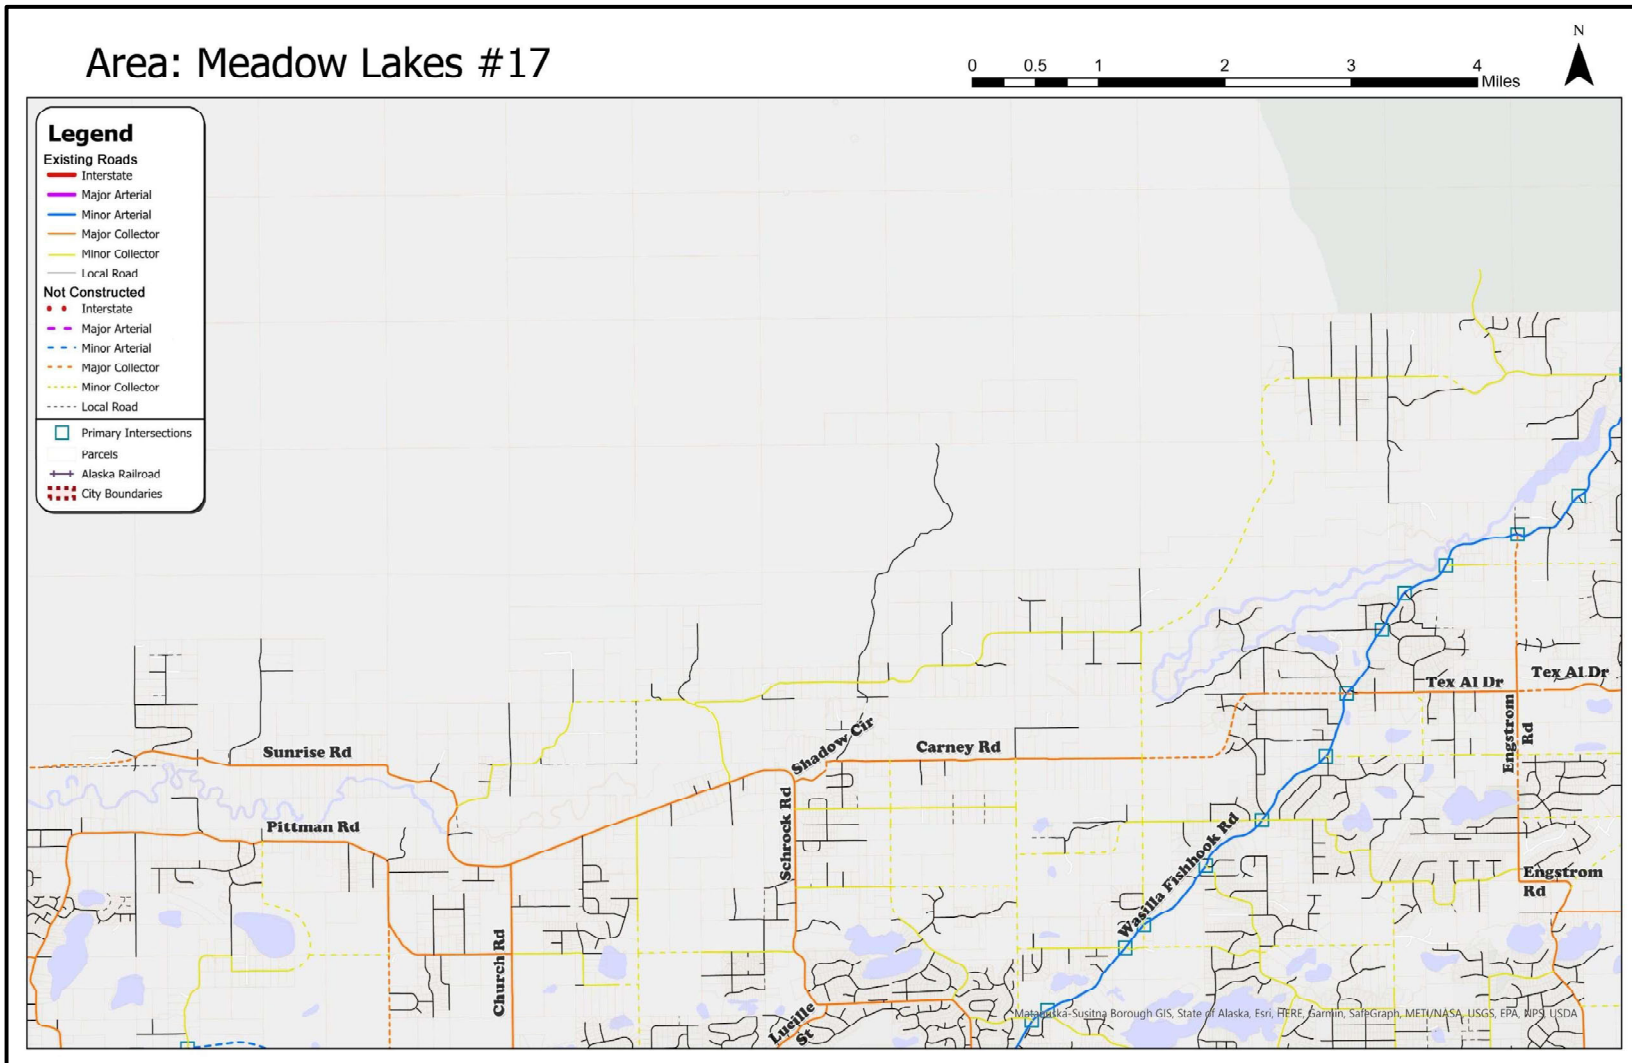 Area: Meadow Lakes #17
N
0 0.5 1 2 3 4
Miles
Legend
Existing Roads
Interstate
Major Arterial
Minor Arterial
Major Collector
Minor Collector
Local Road
Not Constructed
Interstate
Major Arterial
Minor Arterial
Major Collector
Minor Collector
Local Road
Primary Intersections
Parcels
Alaska Railroad
City Boundaries
Tex Al Dr
Tex Al Dr
Engstrom
Rd
Shadow Cir
Carney Rd
Sunrise Rd
Pittman Rd
Schrock Rd
Wasilla Fishhook Rd
Engstrom
Rd
Church Rd
Lucille
St
Matanuska-Susitna Borough GIS, State of Alaska, Esri, HERE, Garmin, SafeGraph, METI/NASA, USGS, EPA, NPS, USDA